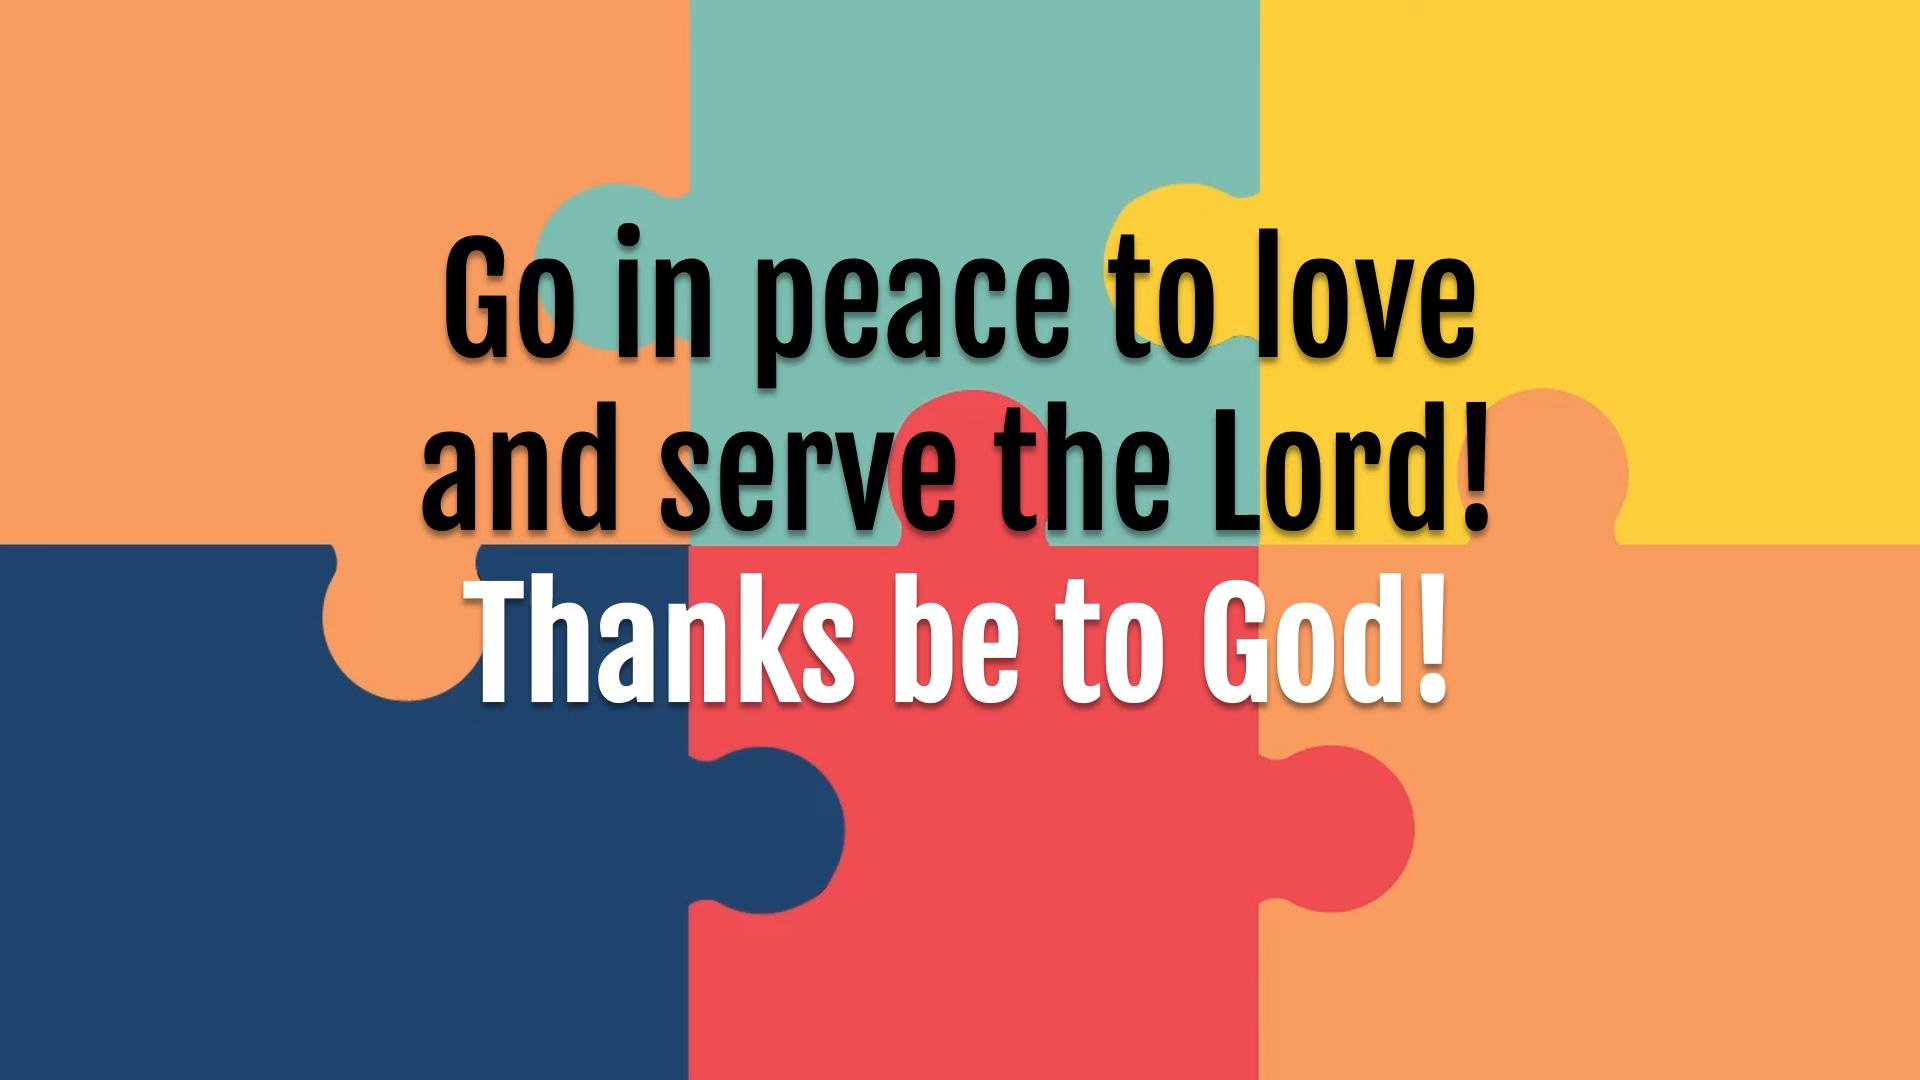 Go in peace to love
and serve the Lord!
Thanks be to God!